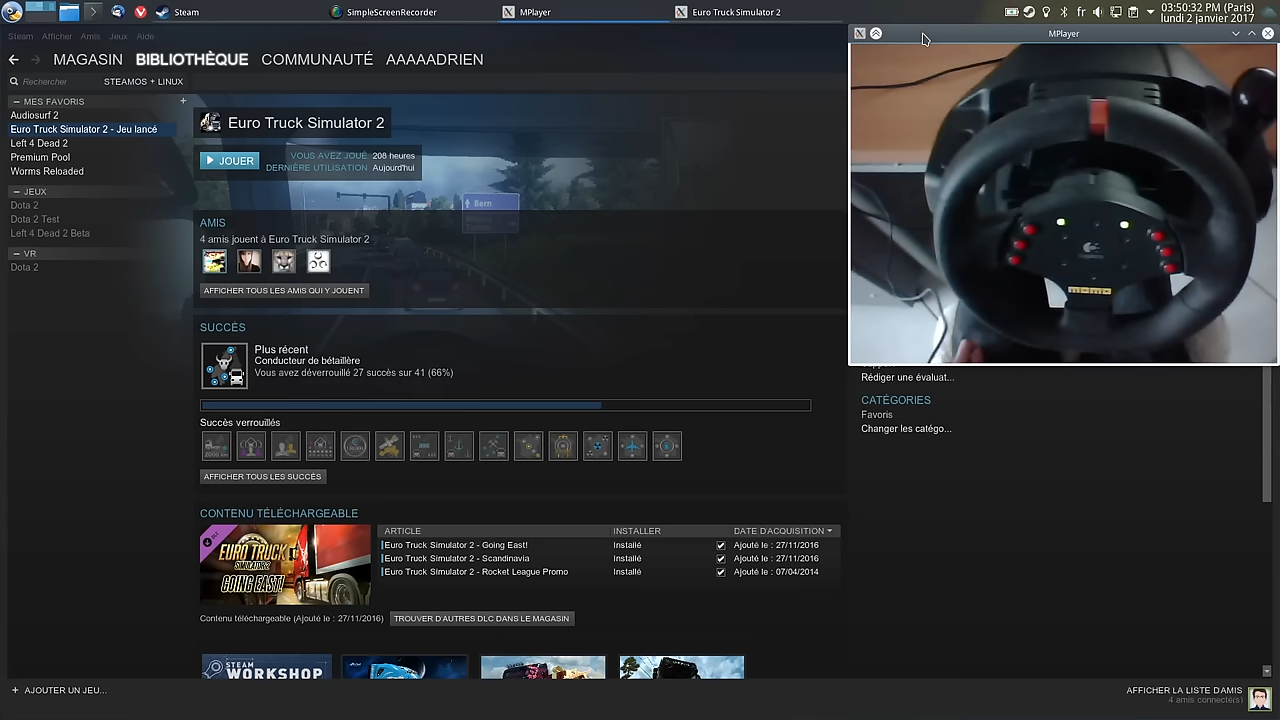 Steam
SimpleScreenRecorder
MPlayer
Euro Truck Simulator 2
fr
03:50:32 PM (Paris)
lundi 2 janvier 2017
Steam Afficher Amis Jeux Aide
MPlayer
MAGASIN BIBLIOTHÈQUE COMMUNAUTÉ AAAAADRIEN
Rechercher
STEAMOS + LINUX
— MES FAVORIS +
Audiosurf 2
Euro Truck Simulator 2 - Jeu lancé
Left 4 Dead 2
Premium Pool
Worms Reloaded
— JEUX
Dota 2
Dota 2 Test
Left 4 Dead 2 Beta
— VR
Dota 2
Euro Truck Simulator 2
JOUER
VOUS AVEZ JOUÉ 208 heures
DERNIÈRE UTILISATION Aujourd'hui
Bern
AMIS
4 amis jouent à Euro Truck Simulator 2
AFFICHER TOUS LES AMIS QUI Y JOUENT
SUCCÈS
Plus récent
Conducteur de bétaillère
Vous avez déverrouillé 27 succès sur 41 (66%)
Succès verrouillés
AFFICHER TOUS LES SUCCÈS
CONTENU TÉLÉCHARGEABLE
EURO TRUCK
SIMULATOR 2
GOING EAST!
DLC
ARTICLE INSTALLER DATE D'ACQUISITION
Euro Truck Simulator 2 - Going East! Installé Ajouté le : 27/11/2016
Euro Truck Simulator 2 - Scandinavia Installé Ajouté le : 27/11/2016
Euro Truck Simulator 2 - Rocket League Promo Installé Ajouté le : 07/04/2014
Contenu téléchargeable (Ajouté le : 27/11/2016)
TROUVER D'AUTRES DLC DANS LE MAGASIN
STEAM
WORKSHOP
Rédiger une évaluat...
CATÉGORIES
Favoris
Changer les catégo...
+ AJOUTER UN JEU...
AFFICHER LA LISTE D'AMIS
4 amis connecté(s)